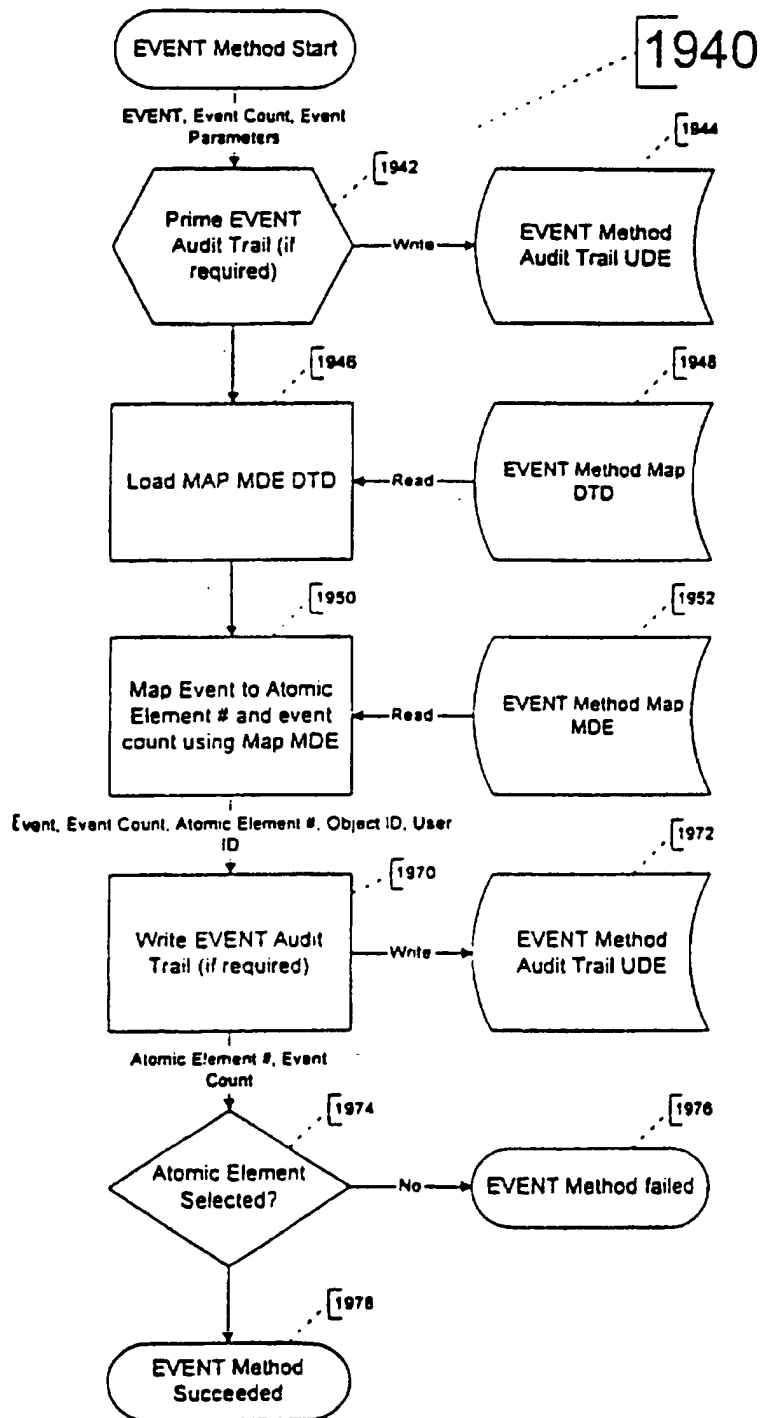 EVENT Method Start
1940
EVENT, Event Count, Event
Parameters
1944
1942
Prime EVENT
Audit Trail (if
required)
Write
EVENT Method
Audit Trail UDE
1946
1948
Load MAP MDE DTD
Read
EVENT Method Map
DTD
1950
1952
Map Event to Atomic
Element # and event
count using Map MDE
Read
EVENT Method Map
MDE
Event, Event Count, Atomic Element #, Object ID, User
ID
1970
1972
Write EVENT Audit
Trail (if required)
Write
EVENT Method
Audit Trail UDE
Atomic Element #, Event
Count
1974
1976
Atomic Element
Selected?
No
EVENT Method failed
1978
EVENT Method
Succeeded